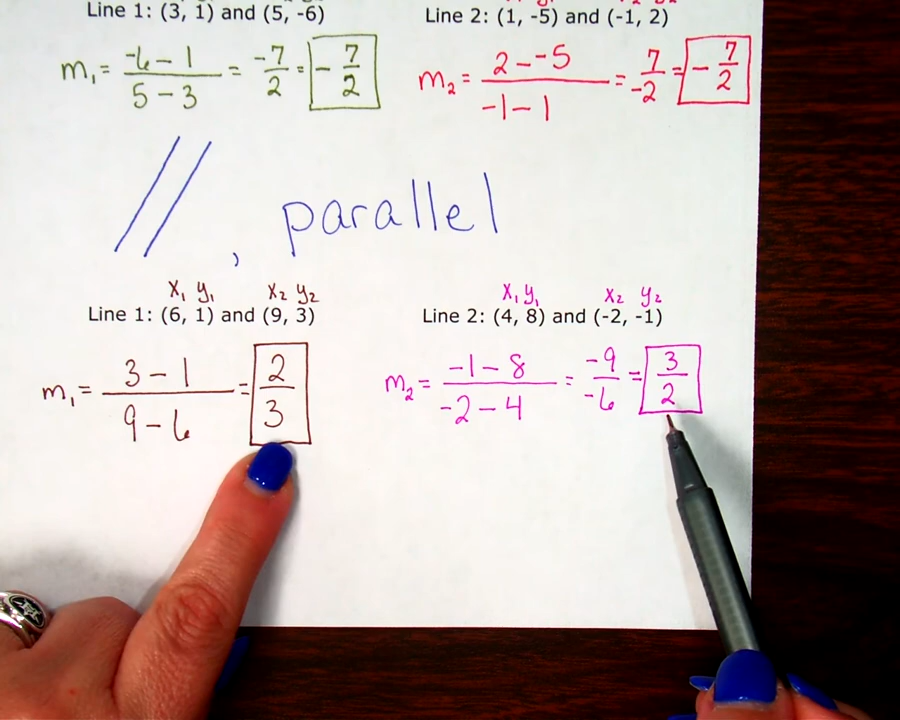 Line 1: (3, 1) and (5, -6)
Line 2: (1, -5) and (-1, 2)
m₁ = -6 - 1 / 5 - 3 = -7/2 = - 7/2
m₂ = 2 - -5 / -1 - 1 = 7/-2 = - 7/2
// , parallel
x₁ y₁ x₂ y₂
x₁ y₁ x₂ y₂
Line 1: (6, 1) and (9, 3)
Line 2: (4, 8) and (-2, -1)
m₁ = 3 - 1 / 9 - 6 = 2/3
m₂ = -1 - 8 / -2 - 4 = -9/-6 = 3/2